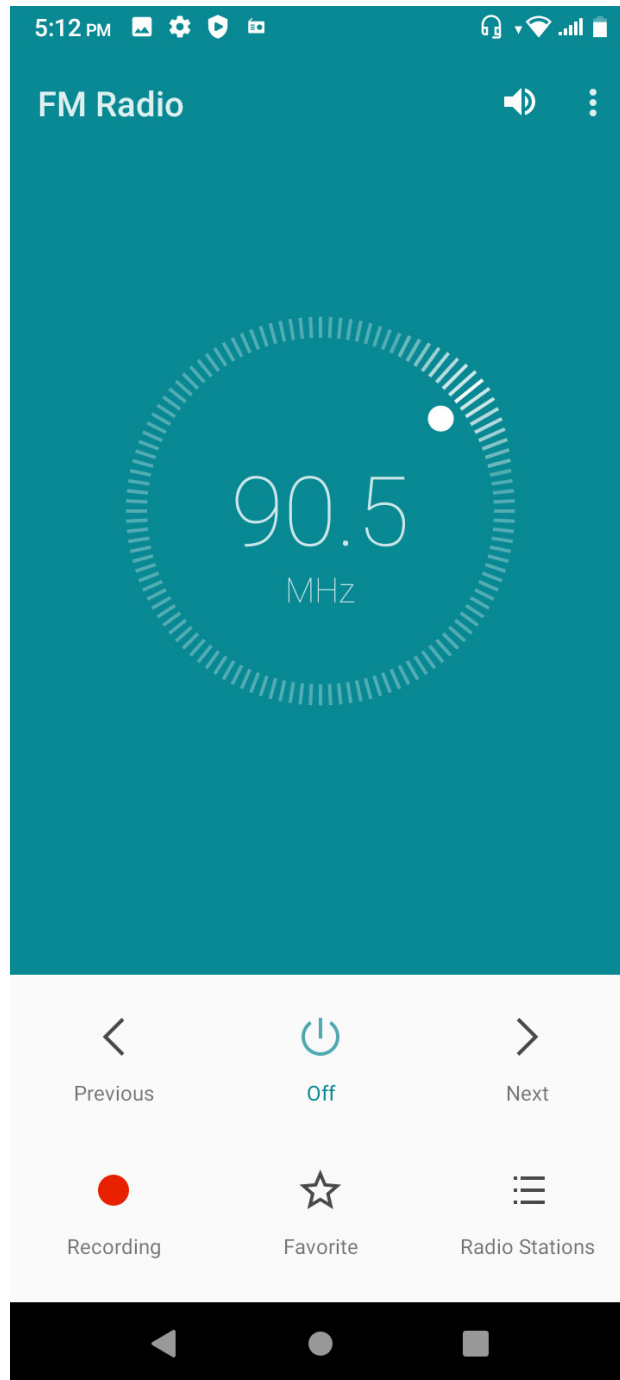 5:12 PM
FM Radio
90.5
MHz
Previous
Off
Next
Recording
Favorite
Radio Stations